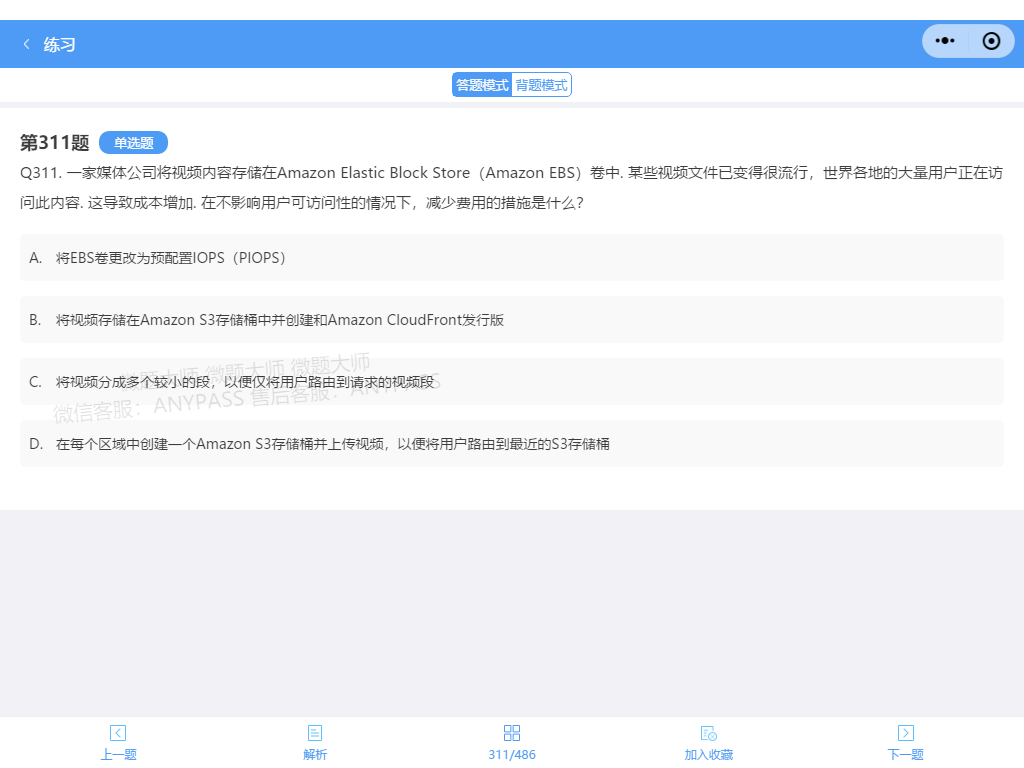 练习
答题模式 背题模式
第311题 单选题
Q311. 一家媒体公司将视频内容存储在Amazon Elastic Block Store（Amazon EBS）卷中. 某些视频文件已变得很流行，世界各地的大量用户正在访
问此内容. 这导致成本增加. 在不影响用户可访问性的情况下，减少费用的措施是什么?
A. 将EBS卷更改为预配置IOPS（PIOPS）
B. 将视频存储在Amazon S3存储桶中并创建和Amazon CloudFront发行版
微题大师 微题大师 微题大师
C. 将视频分成多个较小的段，以便仅将用户路由到请求的视频段
微信客服：ANYPASS 售后客服：ANYPASS
D. 在每个区域中创建一个Amazon S3存储桶并上传视频，以便将用户路由到最近的S3存储桶
上一题 解析 311/486 加入收藏 下一题